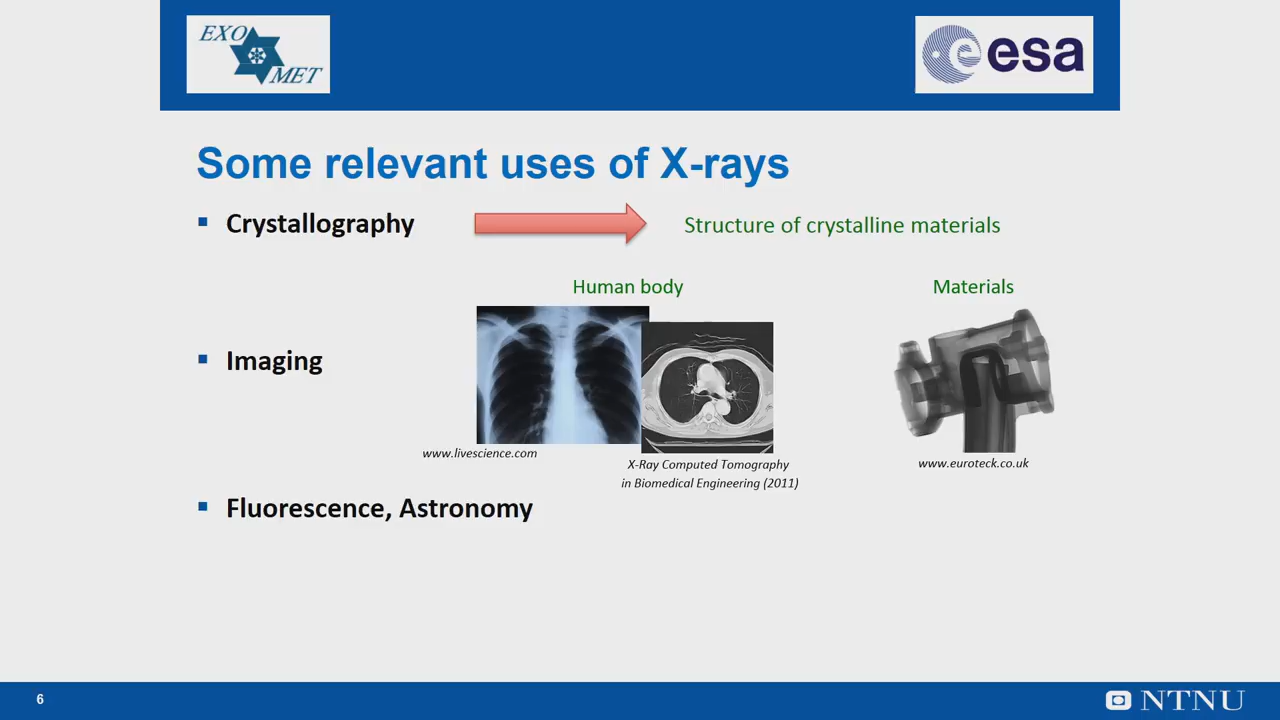 EXO
MET
esa
Some relevant uses of X-rays
▪ Crystallography
Structure of crystalline materials
Human body
Materials
▪ Imaging
www.livescience.com
X-Ray Computed Tomography
in Biomedical Engineering (2011)
www.euroteck.co.uk
▪ Fluorescence, Astronomy
6
NTNU